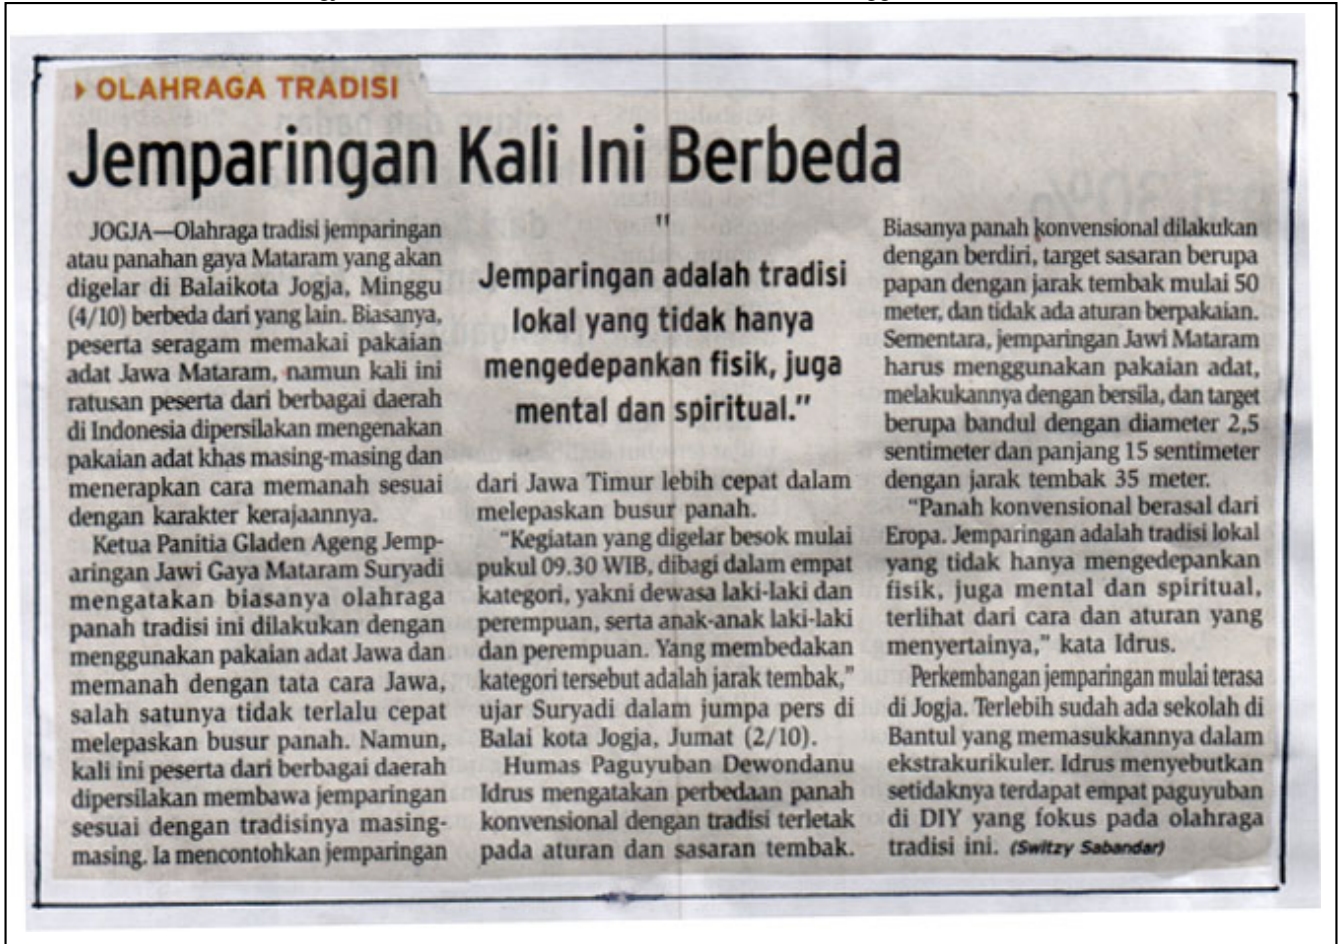 OLAHRAGA TRADISI
Jemparingan Kali Ini Berbeda
JOGJA—Olahraga tradisi jemparingan
atau panahan gaya Mataram yang akan
digelar di Balaikota Jogja, Minggu
(4/10) berbeda dari yang lain. Biasanya,
peserta seragam memakai pakaian
adat Jawa Mataram, namun kali ini
ratusan peserta dari berbagai daerah
di Indonesia dipersilakan mengenakan
pakaian adat khas masing-masing dan
menerapkan cara memanah sesuai
dengan karakter kerajaannya.
Ketua Panitia Gladen Ageng Jemp-
aringan Jawi Gaya Mataram Suryadi
mengatakan biasanya olahraga
panah tradisi ini dilakukan dengan
menggunakan pakaian adat Jawa dan
memanah dengan tata cara Jawa,
salah satunya tidak terlalu cepat
melepaskan busur panah. Namun,
kali ini peserta dari berbagai daerah
dipersilakan membawa jemparingan
sesuai dengan tradisinya masing-
masing. Ia mencontohkan jemparingan
"
Jemparingan adalah tradisi
lokal yang tidak hanya
mengedepankan fisik, juga
mental dan spiritual."
dari Jawa Timur lebih cepat dalam
melepaskan busur panah.
"Kegiatan yang digelar besok mulai
pukul 09.30 WIB, dibagi dalam empat
kategori, yakni dewasa laki-laki dan
perempuan, serta anak-anak laki-laki
dan perempuan. Yang membedakan
kategori tersebut adalah jarak tembak,"
ujar Suryadi dalam jumpa pers di
Balai kota Jogja, Jumat (2/10).
Humas Paguyuban Dewondanu
Idrus mengatakan perbedaan panah
konvensional dengan tradisi terletak
pada aturan dan sasaran tembak.
Biasanya panah konvensional dilakukan
dengan berdiri, target sasaran berupa
papan dengan jarak tembak mulai 50
meter, dan tidak ada aturan berpakaian.
Sementara, jemparingan Jawi Mataram
harus menggunakan pakaian adat,
melakukannya dengan bersila, dan target
berupa bandul dengan diameter 2,5
sentimeter dan panjang 15 sentimeter
dengan jarak tembak 35 meter.
"Panah konvensional berasal dari
Eropa. Jemparingan adalah tradisi lokal
yang tidak hanya mengedepankan
fisik, juga mental dan spiritual,
terlihat dari cara dan aturan yang
menyertainya," kata Idrus.
Perkembangan jemparingan mulai terasa
di Jogja. Terlebih sudah ada sekolah di
Bantul yang memasukkannya dalam
ekstrakurikuler. Idrus menyebutkan
setidaknya terdapat empat paguyuban
di DIY yang fokus pada olahraga
tradisi ini. (Switzy Sabandar)